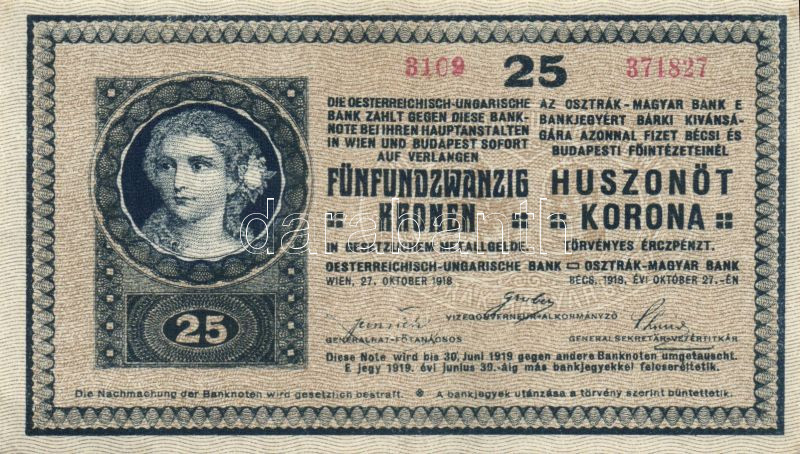 3109 25 371827
DIE OESTERREICHISCH-UNGARISCHE
BANK ZAHLT GEGEN DIESE BANK-
NOTE BEI IHREN HAUPTANSTALTEN
IN WIEN UND BUDAPEST SOFORT
AUF VERLANGEN
FÜNFUNDZWANZIG
KRONEN
IN GESETZLICHEM METALLGELDE.
AZ OSZTRÁK-MAGYAR BANK E
BANKJEGYÉRT BÁRKI KIVÁNSÁ-
GÁRA AZONNAL FIZET BÉCSI ÉS
BUDAPESTI FŐINTÉZETEINÉL
HUSZONÖT
KORONA
TÖRVÉNYES ÉRCZPÉNZT.
OESTERREICHISCH-UNGARISCHE BANK OSZTRÁK-MAGYAR BANK
WIEN, 27. OKTOBER 1918 BÉCS, 1918. ÉVI OKTOBER 27.-ÉN
VIZEGOUVERNEUR-ALKORMÁNYZÓ
GENERALRAT-FŐTANÁCSOS GENERALSEKRETÄR-VEZÉRTITKÁR
25
Diese Note wird bis 30. Juni 1919 gegen andere Banknoten umgetauscht.
E jegy 1919. évi junius 30.-áig más bankjegyekkel felcseréltetik.
Die Nachmachung der Banknoten wird gesetzlich bestraft. A bankjegyek utánzása a törvény szerint büntettetik.
darabanth